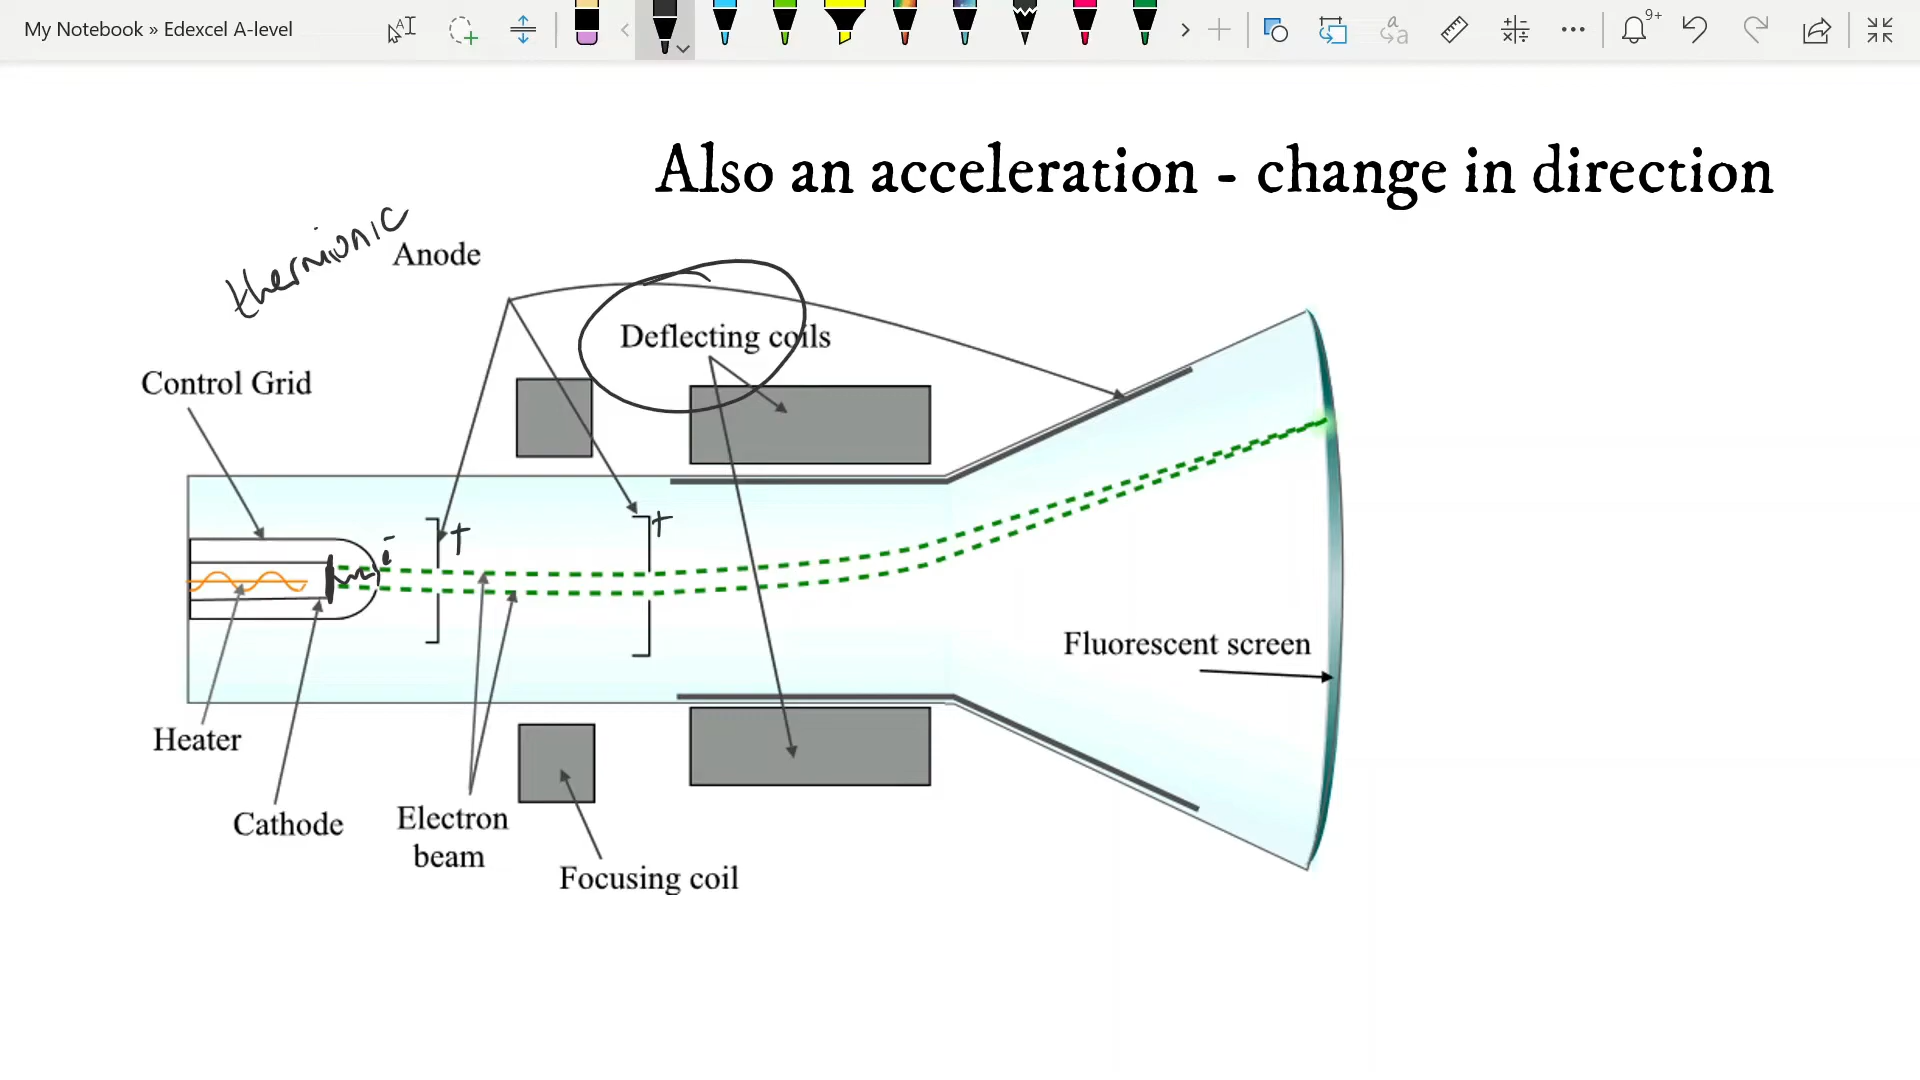 My Notebook » Edexcel A-level
9+
Also an acceleration - change in direction
thermionic
Anode
Deflecting coils
Control Grid
+
+
e-
Fluorescent screen
Heater
Cathode
Electron
beam
Focusing coil